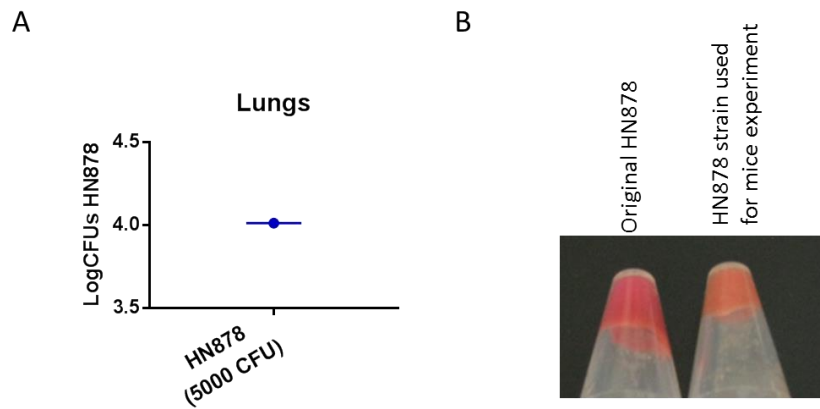 A
Lungs
LogCFUs HN878
4.5
4.0
3.5
HN878
(5000 CFU)
B
Original HN878
HN878 strain used
for mice experiment